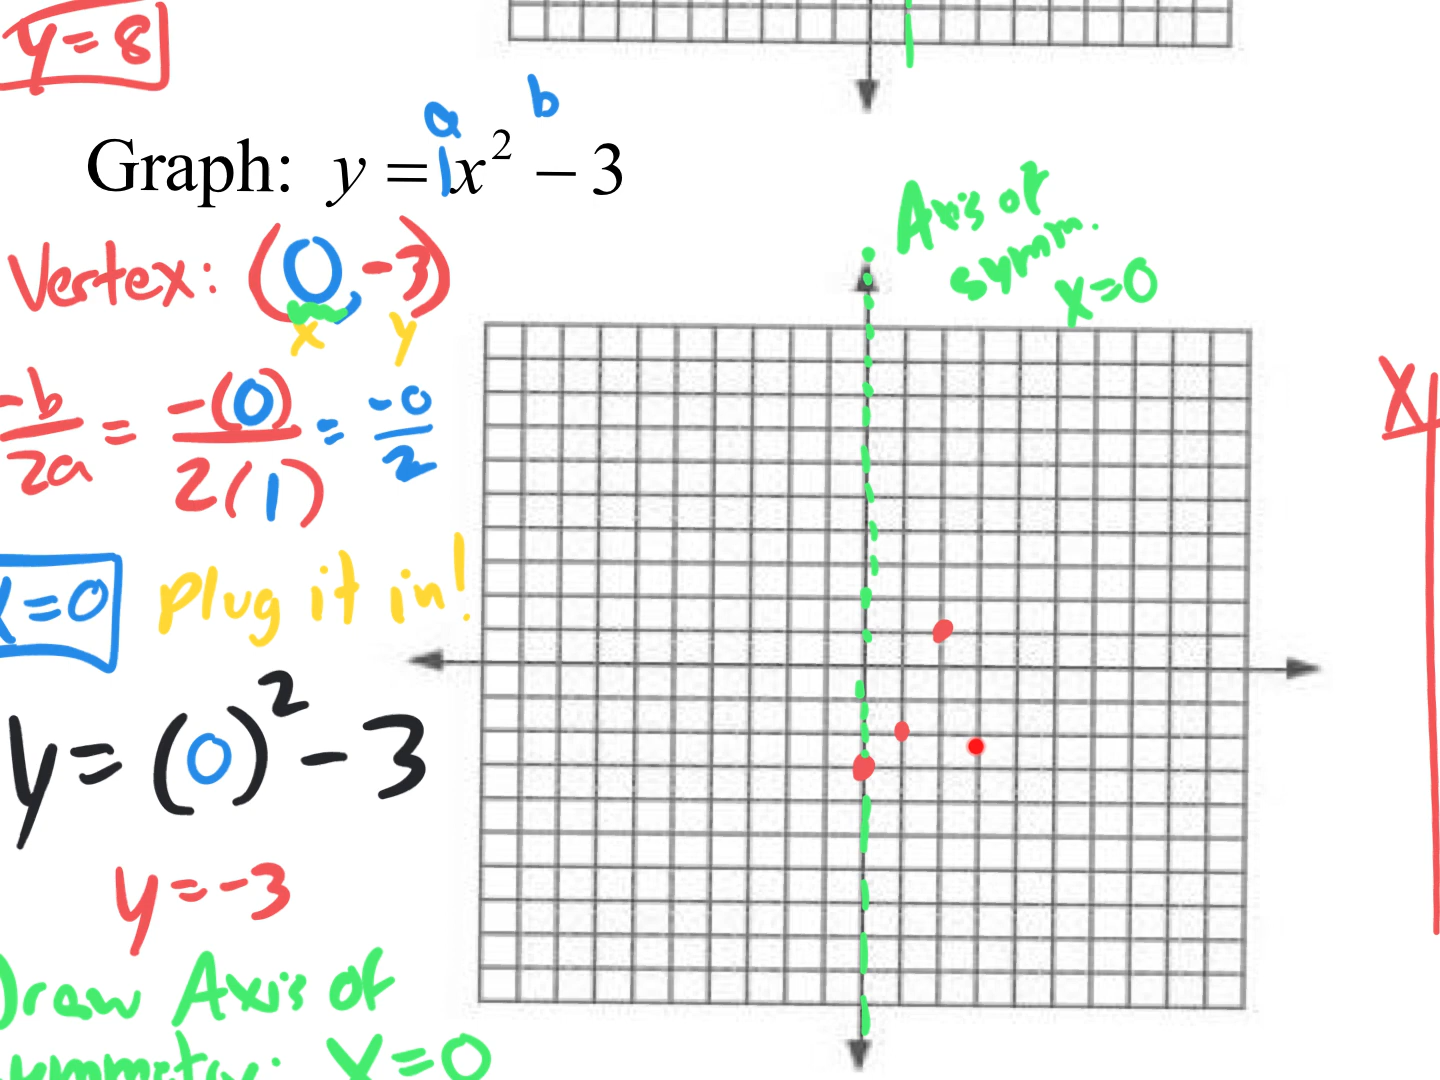 y = 8
a b
Graph: y = 1x² − 3
Vertex: (0, -3)
x y
-b/2a = -(0)/2(1) = -0/2
x = 0 plug it in!
y = (0)² - 3
y = -3
Draw Axis of
symmetry: x = 0
Axis of
symm.
x = 0
X